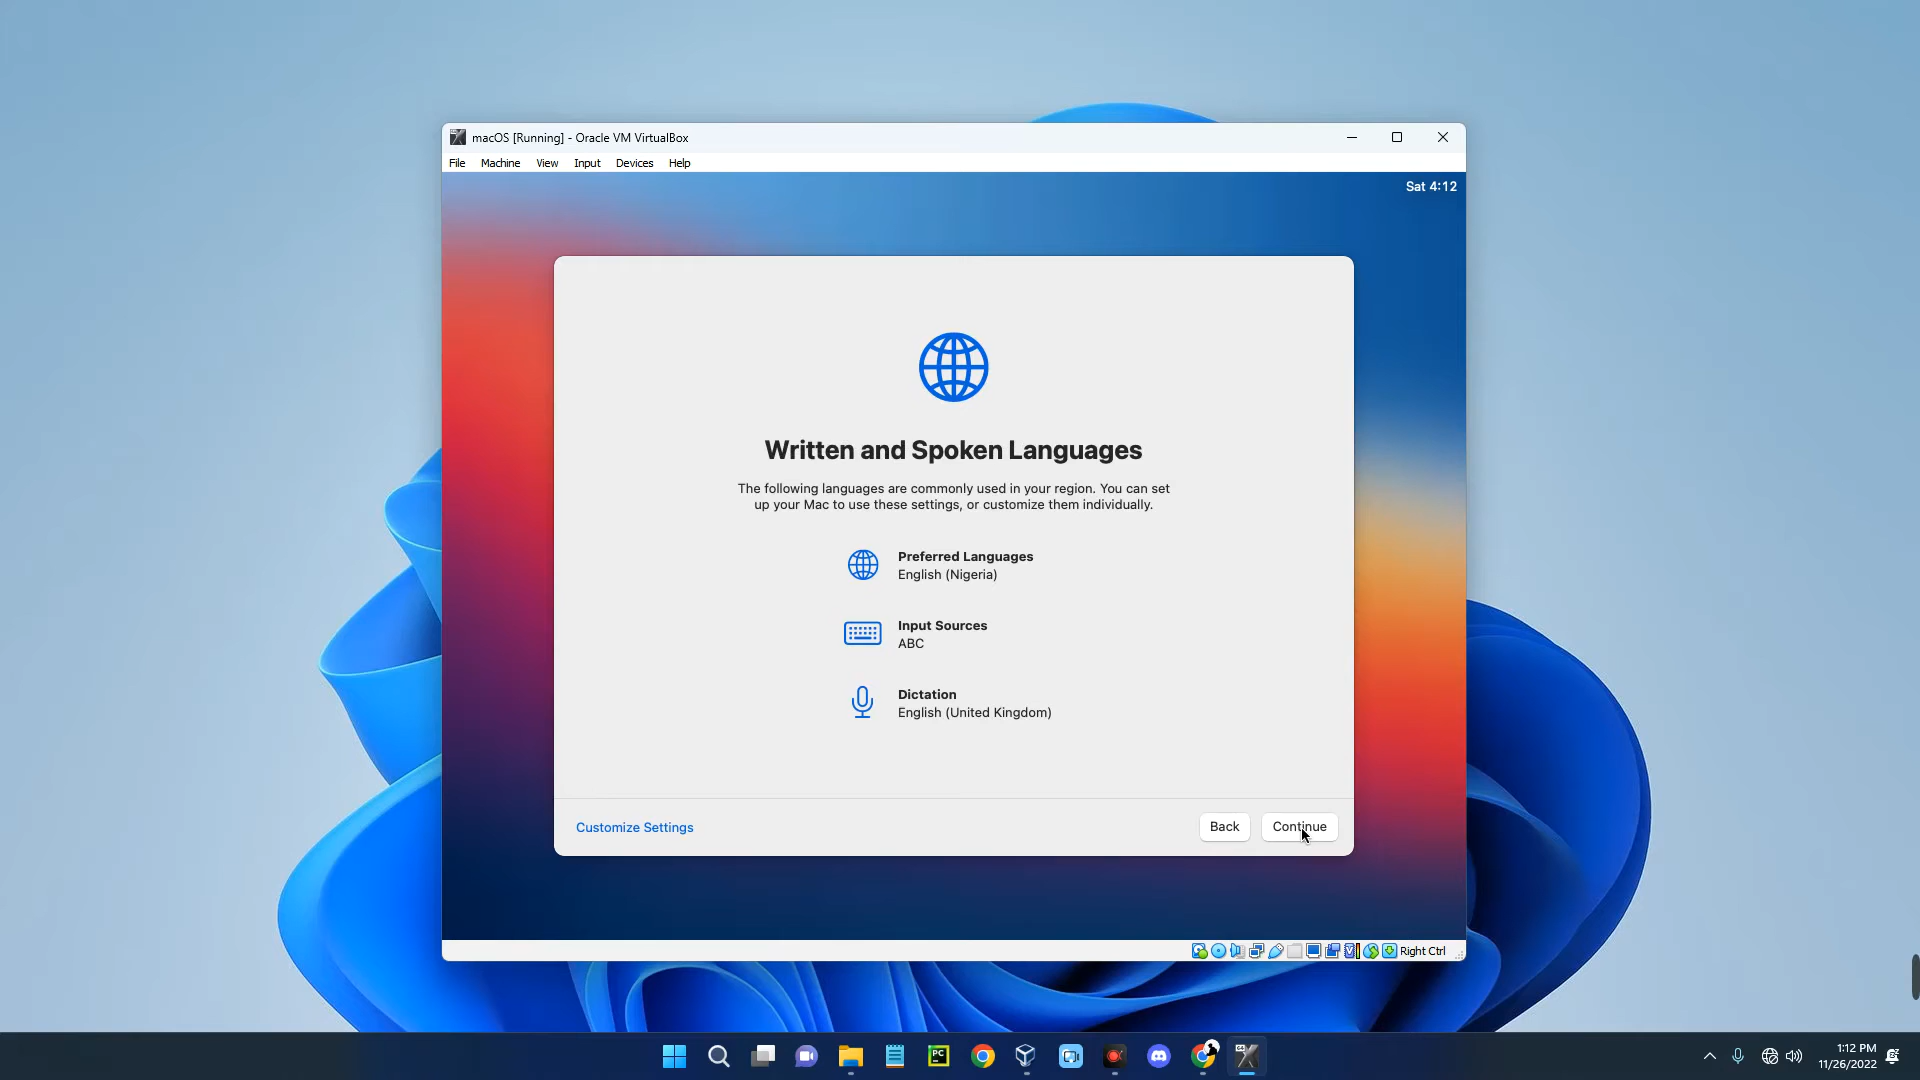 macOS [Running] - Oracle VM VirtualBox
File Machine View Input Devices Help
Sat 4:12
Written and Spoken Languages
The following languages are commonly used in your region. You can set
up your Mac to use these settings, or customize them individually.
Preferred Languages
English (Nigeria)
Input Sources
ABC
Dictation
English (United Kingdom)
Customize Settings
Back
Continue
Right Ctrl
PC
1:12 PM
11/26/2022